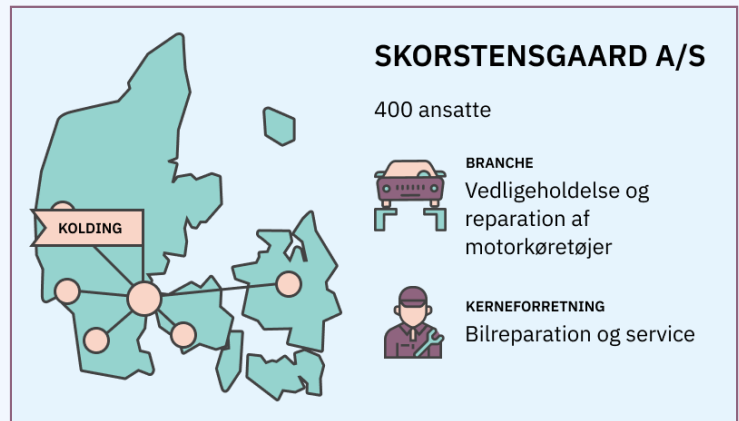 SKORSTENSGAARD A/S
400 ansatte
BRANCHE
Vedligeholdelse og
reparation af
motorkøretøjer
KOLDING
KERNEFORRETNING
Bilreparation og service